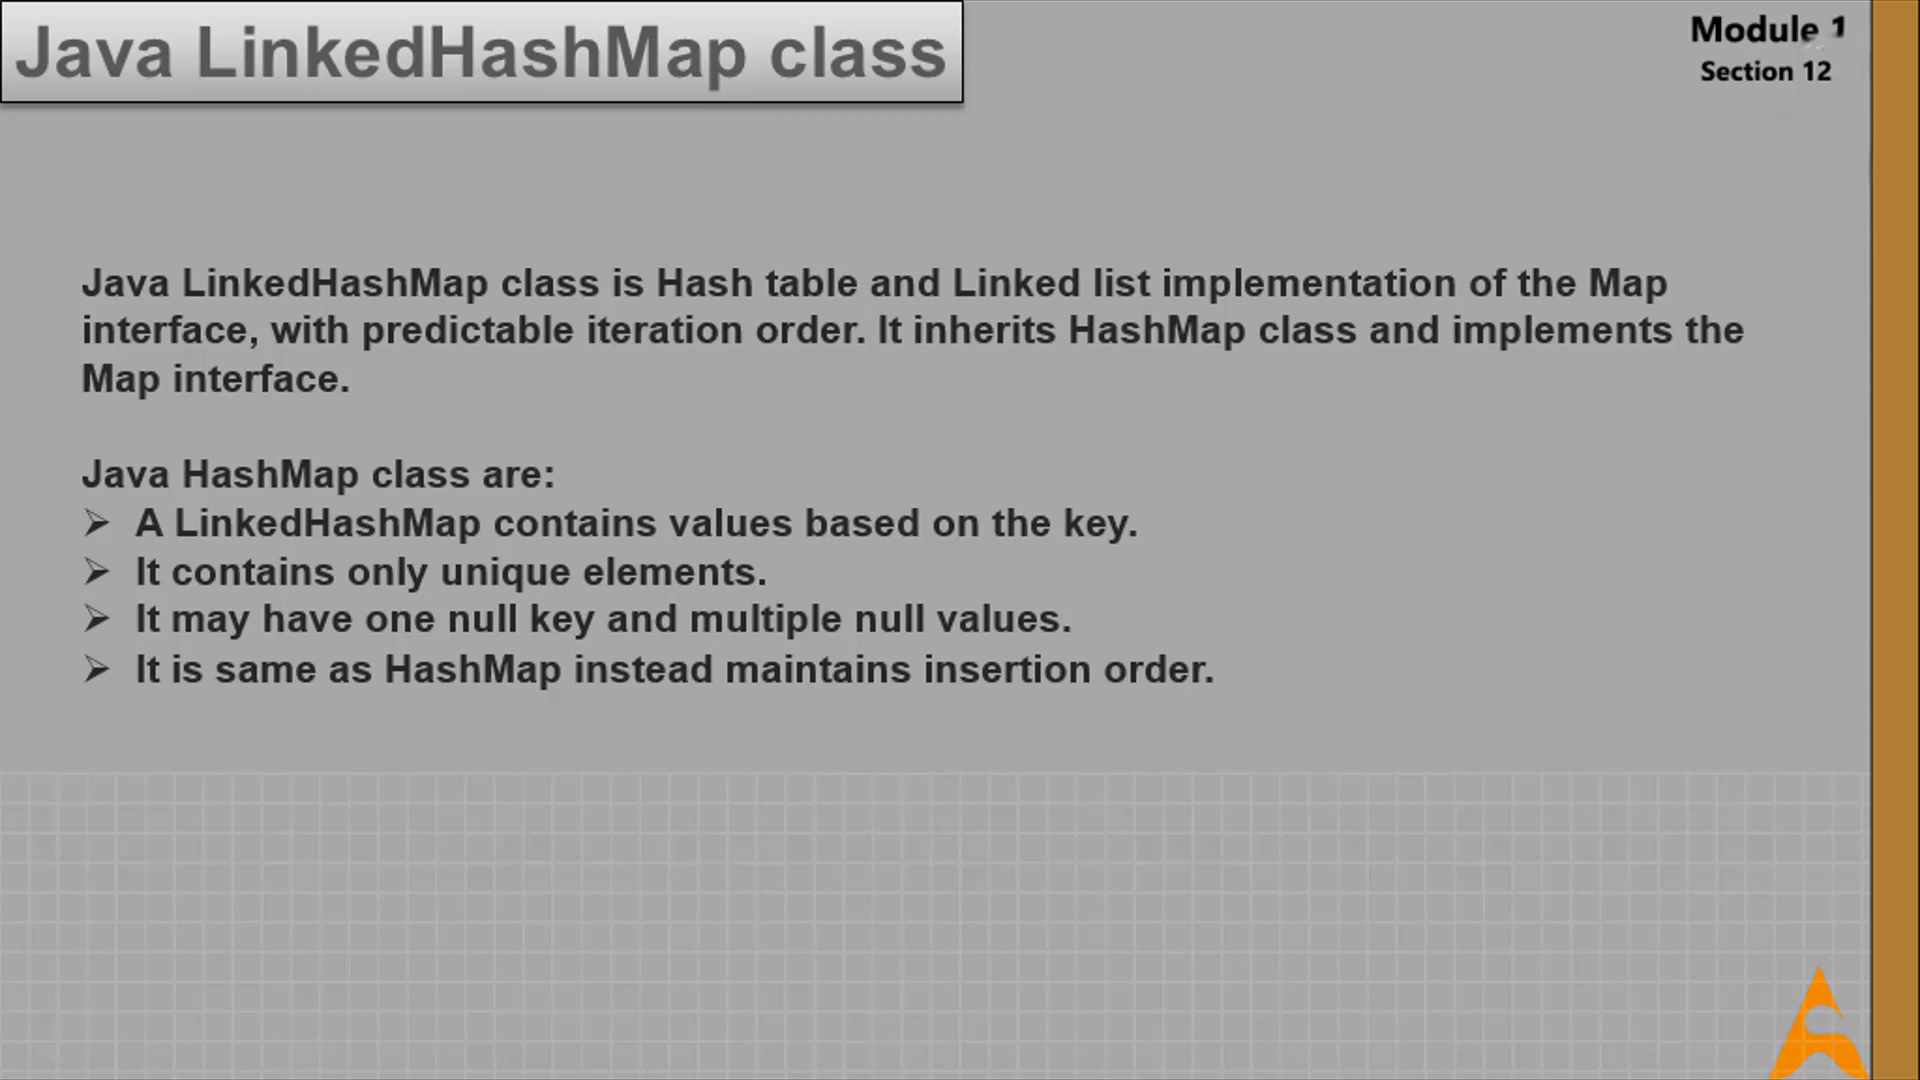 Java LinkedHashMap class
Module 1
Section 12
Java LinkedHashMap class is Hash table and Linked list implementation of the Map
interface, with predictable iteration order. It inherits HashMap class and implements the
Map interface.
Java HashMap class are:
➢ A LinkedHashMap contains values based on the key.
➢ It contains only unique elements.
➢ It may have one null key and multiple null values.
➢ It is same as HashMap instead maintains insertion order.